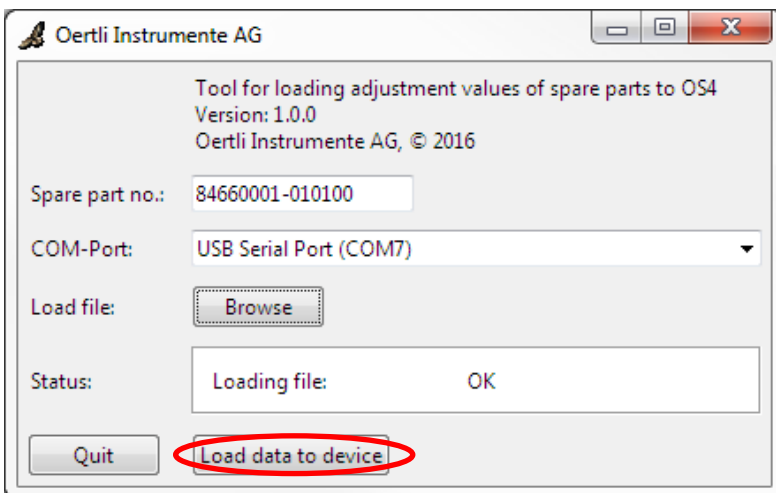 Oertli Instrumente AG
Tool for loading adjustment values of spare parts to OS4
Version: 1.0.0
Oertli Instrumente AG, © 2016
Spare part no.: 84660001-010100
COM-Port: USB Serial Port (COM7)
Load file: Browse
Status: Loading file: OK
Quit Load data to device